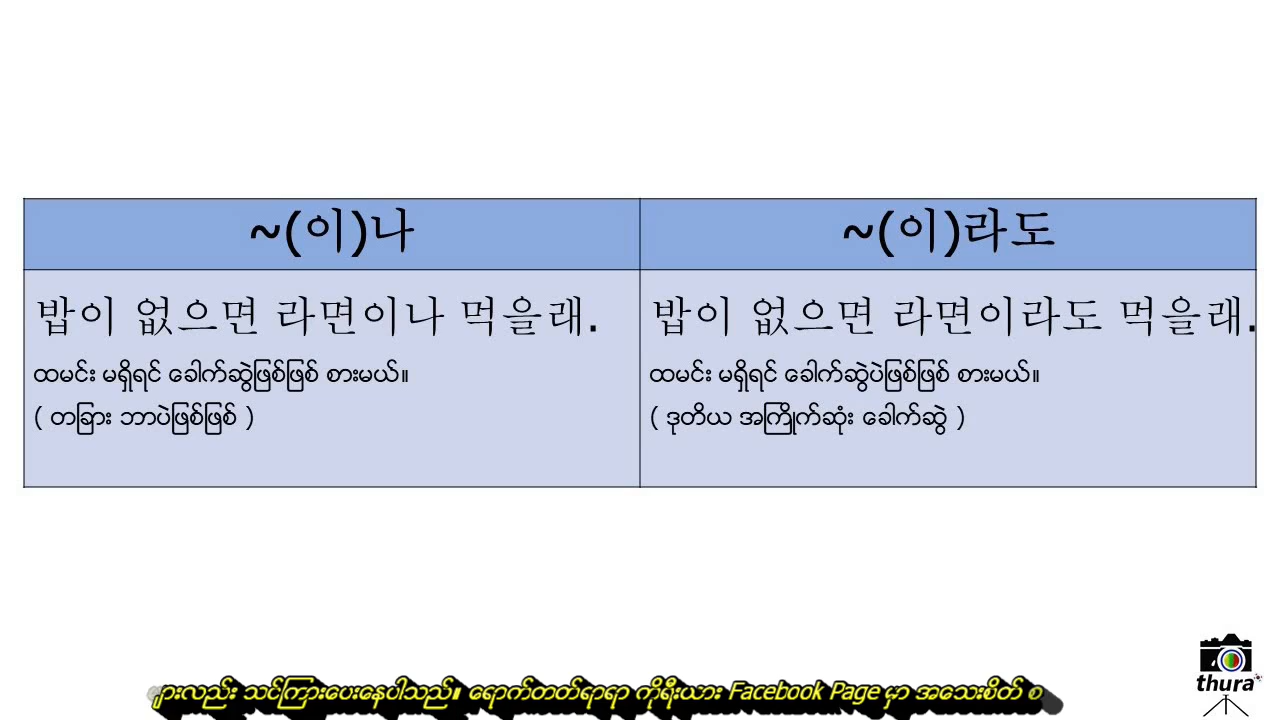 ~(이)나
~(이)라도
밥이 없으면 라면이나 먹을래.
ထမင်း မရှိရင် ခေါက်ဆွဲဖြစ်ဖြစ် စားမယ်။
( တခြား ဘာပဲဖြစ်ဖြစ် )
밥이 없으면 라면이라도 먹을래.
ထမင်း မရှိရင် ခေါက်ဆွဲပဲဖြစ်ဖြစ် စားမယ်။
( ဒုတိယ အကြိုက်ဆုံး ခေါက်ဆွဲ )
သင်ကြားပေးနေပါသည်။ ရောက်တတ်ရာရာ ကိုရီးယား Facebook Page မှာ အသေးစိတ်
thura